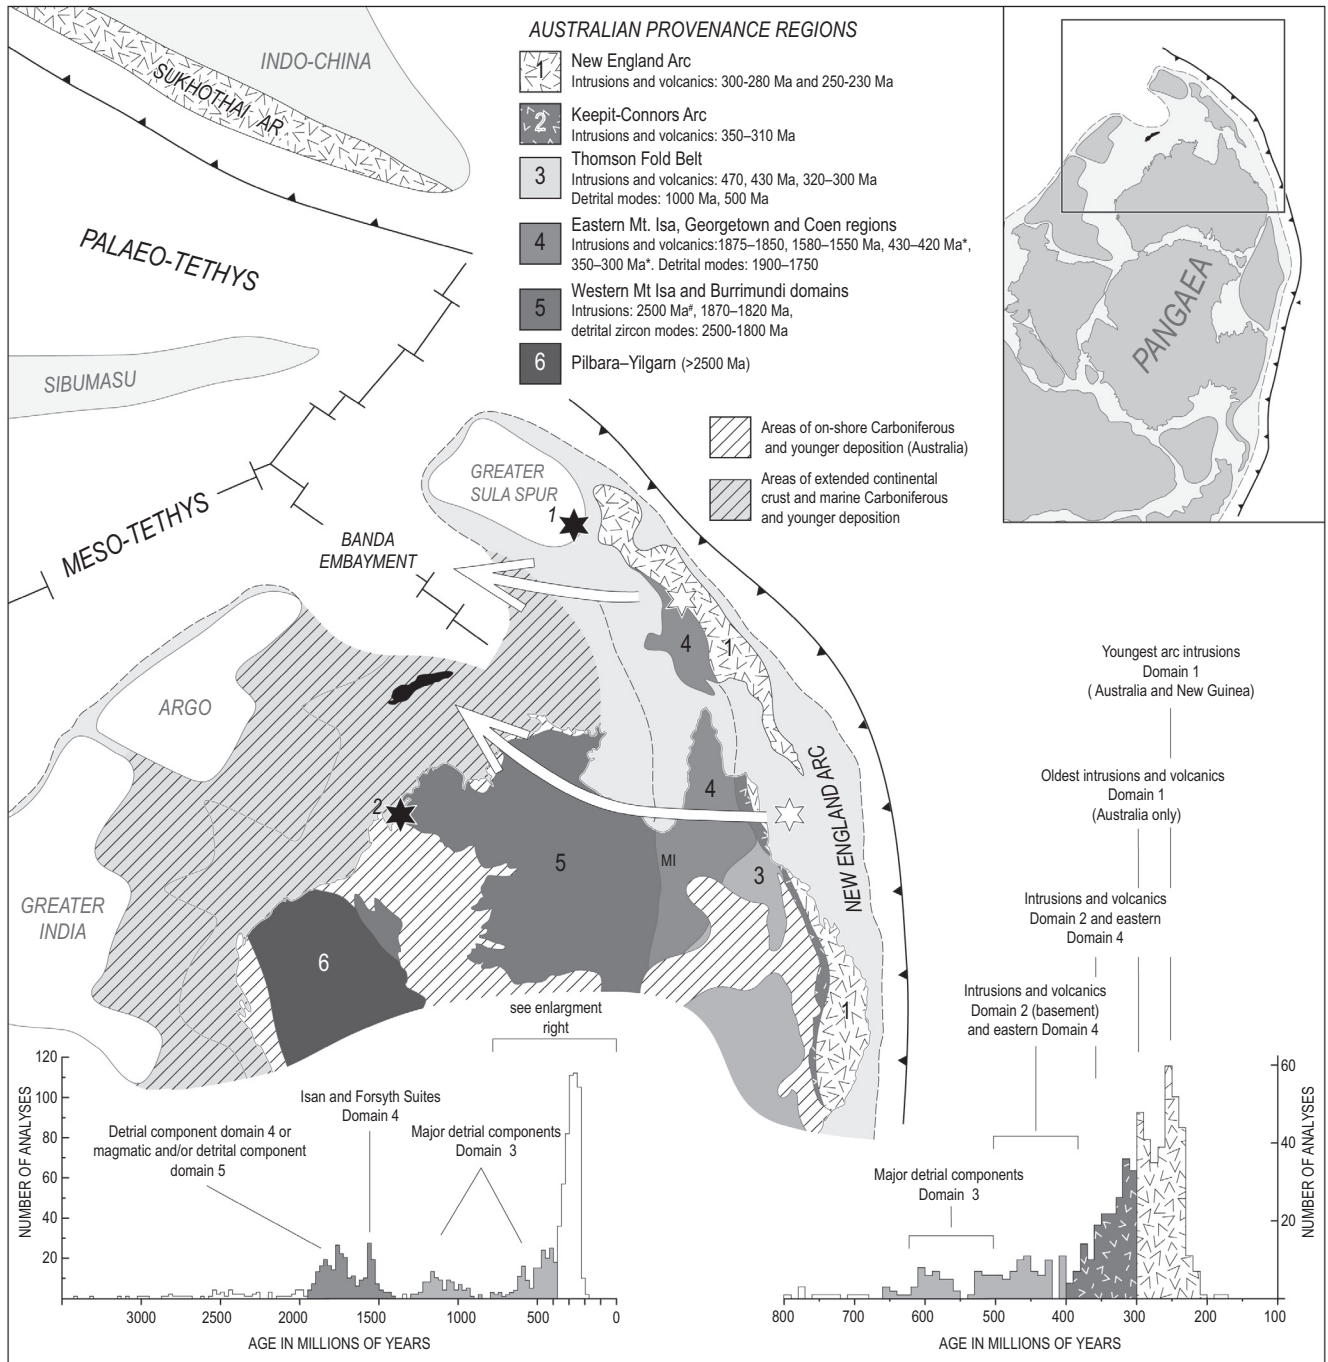 AUSTRALIAN PROVENANCE REGIONS
1
New England Arc
Intrusions and volcanics: 300-280 Ma and 250-230 Ma
2
Keepit-Connors Arc
Intrusions and volcanics: 350–310 Ma
3
Thomson Fold Belt
Intrusions and volcanics: 470, 430 Ma, 320–300 Ma
Detrital modes: 1000 Ma, 500 Ma
4
Eastern Mt. Isa, Georgetown and Coen regions
Intrusions and volcanics:1875–1850, 1580–1550 Ma, 430–420 Ma*,
350–300 Ma*. Detrital modes: 1900–1750
5
Western Mt Isa and Burrimundi domains
Intrusions: 2500 Ma#, 1870–1820 Ma,
detrital zircon modes: 2500-1800 Ma
6
Pilbara–Yilgarn (>2500 Ma)
Areas of on-shore Carboniferous
and younger deposition (Australia)
Areas of extended continental
crust and marine Carboniferous
and younger deposition
INDO-CHINA
SUKHOTHAI AR
PALAEO-TETHYS
SIBUMASU
MESO-TETHYS
PANGAEA
GREATER
SULA SPUR
1
BANDA
EMBAYMENT
ARGO
4
1
2
4
NEW ENGLAND ARC
5
MI
3
GREATER
INDIA
6
1
Youngest arc intrusions
Domain 1
( Australia and New Guinea)
Oldest intrusions and volcanics
Domain 1
(Australia only)
Intrusions and volcanics
Domain 2 and eastern
Domain 4
Intrusions and volcanics
Domain 2 (basement)
and eastern Domain 4
Major detrial components
Domain 3
see enlargment
right
Isan and Forsyth Suites
Domain 4
Detrial component domain 4 or
magmatic and/or detrital component
domain 5
Major detrial components
Domain 3
120
100
80
60
40
20
NUMBER OF ANALYSES
3000 2500 2000 1500 1000 500 0
AGE IN MILLIONS OF YEARS
60
40
20
NUMBER OF ANALYSES
800 700 600 500 400 300 200 100
AGE IN MILLIONS OF YEARS